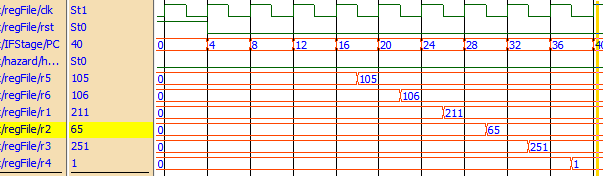 :/regFile/clk St1
:/regFile/rst St0
:/IFStage/PC 40 0 4 8 12 16 20 24 28 32 36 40
:/hazard/h... St0
:/regFile/r5 105 0 105
:/regFile/r6 106 0 106
:/regFile/r1 211 0 211
:/regFile/r2 65 0 65
:/regFile/r3 251 0 251
:/regFile/r4 1 0 1